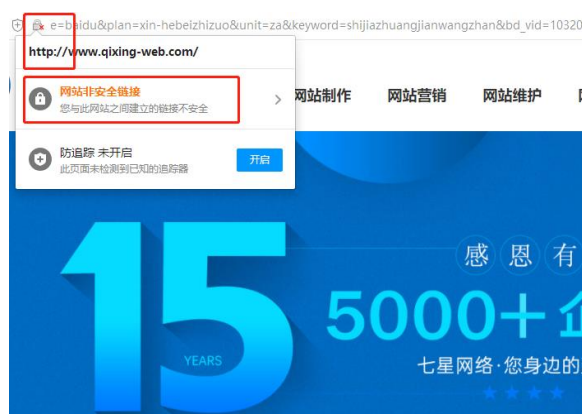 e=baidu&plan=xin-hebeizhizuo&unit=za&keyword=shijiazhuangjianwangzhan&bd_vid=10320
http://www.qixing-web.com/
网站非安全链接
您与此网站之间建立的链接不安全
防追踪 未开启
此页面未检测到已知的追踪器
开启
网站制作 网站营销 网站维护
感恩有
15
YEARS
5000+
七星网络·您身边的